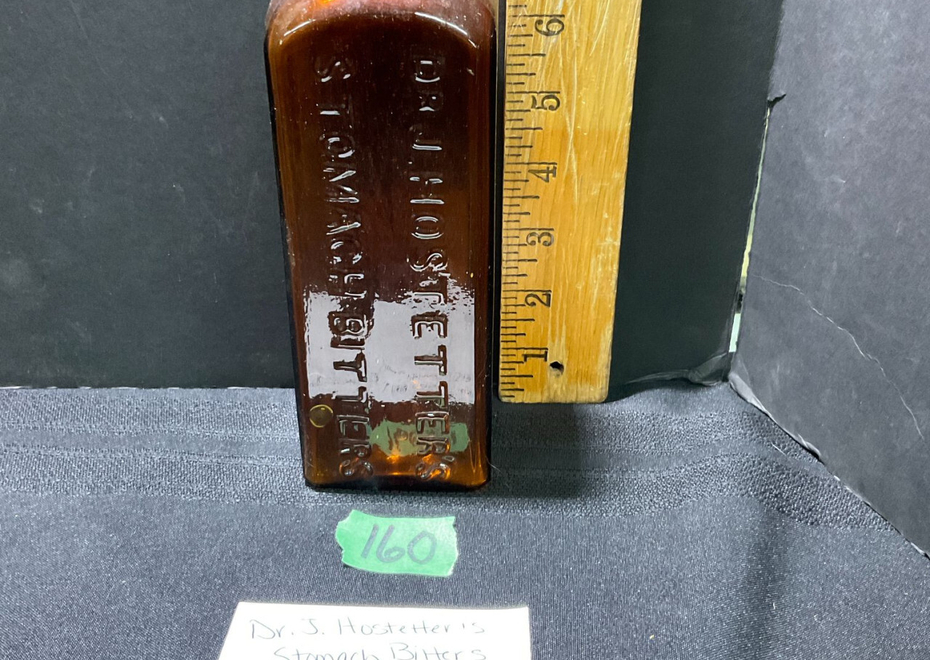 DR J. HOSTETTER'S
STOMACH BITTERS
6
5
4
3
2
1
160
Dr. J. Hostetter's
Stomach Bitters